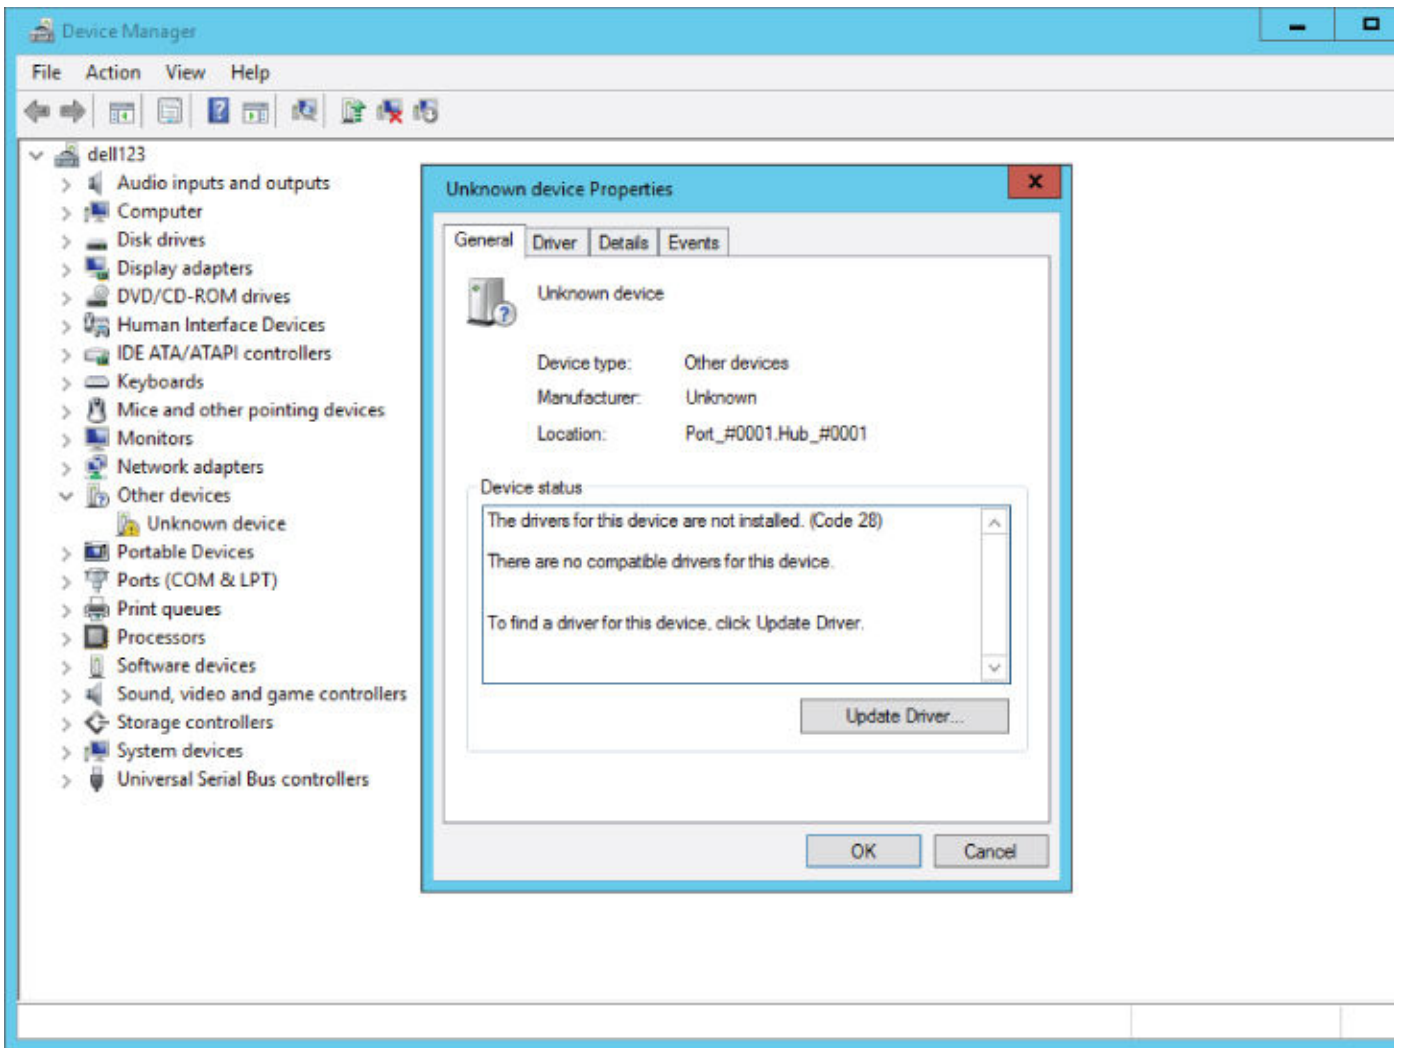 Device Manager
File Action View Help
dell123
Audio inputs and outputs
Computer
Disk drives
Display adapters
DVD/CD-ROM drives
Human Interface Devices
IDE ATA/ATAPI controllers
Keyboards
Mice and other pointing devices
Monitors
Network adapters
Other devices
Unknown device
Portable Devices
Ports (COM & LPT)
Print queues
Processors
Software devices
Sound, video and game controllers
Storage controllers
System devices
Universal Serial Bus controllers
Unknown device Properties
General Driver Details Events
Unknown device
Device type: Other devices
Manufacturer: Unknown
Location: Port_#0001.Hub_#0001
Device status
The drivers for this device are not installed. (Code 28)
There are no compatible drivers for this device.
To find a driver for this device, click Update Driver.
Update Driver...
OK Cancel